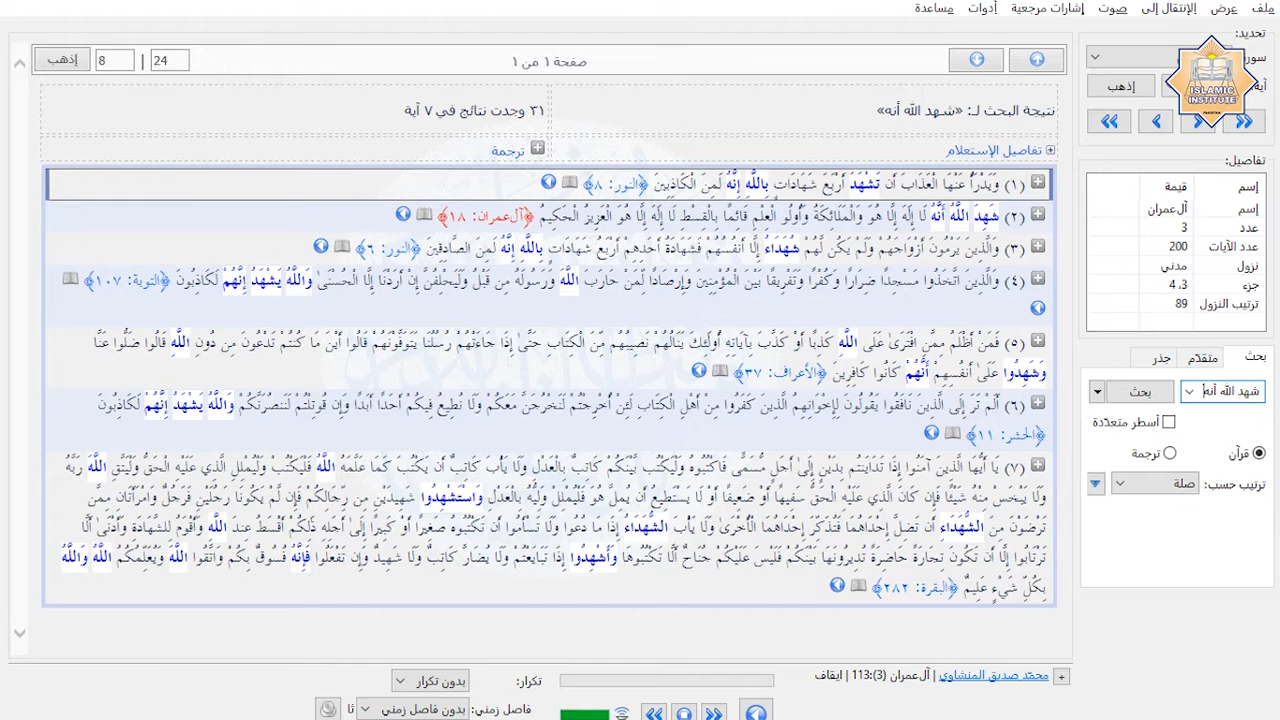 ملف عرض الإنتقال إلى صوت إشارات مرجعية أدوات مساعدة
تحديد:
إذهب
ISLAMIC
INSTITUTE
تفاصيل:
إسم قيمة
إسم آل‌عمران
عدد 3
عدد الآيات 200
نزول مدني
جزء 3، 4
ترتيب النزول 89
بحث متقدّم جذر
شهد الله أنه بحث
أسطر متعدّدة
قرآن ترجمة
ترتيب حسب: صلة
صفحة ١ من ١
24 | 8 إذهب
نتيجة البحث لـ: «شهد الله أنه»
٣١ وجدت نتائج في ٧ آية
تفاصيل الإستعلام
ترجمة
(١) وَيَدْرَأُ عَنْهَا الْعَذَابَ أَن تَشْهَدَ أَرْبَعَ شَهَادَاتٍ بِاللَّهِ إِنَّهُ لَمِنَ الْكَاذِبِينَ ﴿النور: ٨﴾
(٢) شَهِدَ اللَّهُ أَنَّهُ لَا إِلَٰهَ إِلَّا هُوَ وَالْمَلَائِكَةُ وَأُولُو الْعِلْمِ قَائِمًا بِالْقِسْطِ لَا إِلَٰهَ إِلَّا هُوَ الْعَزِيزُ الْحَكِيمُ ﴿آل‌عمران: ١٨﴾
(٣) وَالَّذِينَ يَرْمُونَ أَزْوَاجَهُمْ وَلَمْ يَكُن لَّهُمْ شُهَدَاءُ إِلَّا أَنفُسُهُمْ فَشَهَادَةُ أَحَدِهِمْ أَرْبَعُ شَهَادَاتٍ بِاللَّهِ إِنَّهُ لَمِنَ الصَّادِقِينَ ﴿النور: ٦﴾
(٤) وَالَّذِينَ اتَّخَذُوا مَسْجِدًا ضِرَارًا وَكُفْرًا وَتَفْرِيقًا بَيْنَ الْمُؤْمِنِينَ وَإِرْصَادًا لِّمَنْ حَارَبَ اللَّهَ وَرَسُولَهُ مِن قَبْلُ وَلَيَحْلِفُنَّ إِنْ أَرَدْنَا إِلَّا الْحُسْنَىٰ وَاللَّهُ يَشْهَدُ إِنَّهُمْ لَكَاذِبُونَ ﴿التوبة: ١٠٧﴾
(٥) فَمَنْ أَظْلَمُ مِمَّنِ افْتَرَىٰ عَلَى اللَّهِ كَذِبًا أَوْ كَذَّبَ بِآيَاتِهِ أُولَٰئِكَ يَنَالُهُمْ نَصِيبُهُم مِّنَ الْكِتَابِ حَتَّىٰ إِذَا جَاءَتْهُمْ رُسُلُنَا يَتَوَفَّوْنَهُمْ قَالُوا أَيْنَ مَا كُنتُمْ تَدْعُونَ مِن دُونِ اللَّهِ قَالُوا ضَلُّوا عَنَّا
وَشَهِدُوا عَلَىٰ أَنفُسِهِمْ أَنَّهُمْ كَانُوا كَافِرِينَ ﴿الأعراف: ٣٧﴾
(٦) أَلَمْ تَرَ إِلَى الَّذِينَ نَافَقُوا يَقُولُونَ لِإِخْوَانِهِمُ الَّذِينَ كَفَرُوا مِنْ أَهْلِ الْكِتَابِ لَئِنْ أُخْرِجْتُمْ لَنَخْرُجَنَّ مَعَكُمْ وَلَا نُطِيعُ فِيكُمْ أَحَدًا أَبَدًا وَإِن قُوتِلْتُمْ لَنَنصُرَنَّكُمْ وَاللَّهُ يَشْهَدُ إِنَّهُمْ لَكَاذِبُونَ
﴿الحشر: ١١﴾
(٧) يَا أَيُّهَا الَّذِينَ آمَنُوا إِذَا تَدَايَنتُم بِدَيْنٍ إِلَىٰ أَجَلٍ مُّسَمًّى فَاكْتُبُوهُ وَلْيَكْتُب بَّيْنَكُمْ كَاتِبٌ بِالْعَدْلِ وَلَا يَأْبَ كَاتِبٌ أَن يَكْتُبَ كَمَا عَلَّمَهُ اللَّهُ فَلْيَكْتُبْ وَلْيُمْلِلِ الَّذِي عَلَيْهِ الْحَقُّ وَلْيَتَّقِ اللَّهَ رَبَّهُ
وَلَا يَبْخَسْ مِنْهُ شَيْئًا فَإِن كَانَ الَّذِي عَلَيْهِ الْحَقُّ سَفِيهًا أَوْ ضَعِيفًا أَوْ لَا يَسْتَطِيعُ أَن يُمِلَّ هُوَ فَلْيُمْلِلْ وَلِيُّهُ بِالْعَدْلِ وَاسْتَشْهِدُوا شَهِيدَيْنِ مِن رِّجَالِكُمْ فَإِن لَّمْ يَكُونَا رَجُلَيْنِ فَرَجُلٌ وَامْرَأَتَانِ مِمَّن
تَرْضَوْنَ مِنَ الشُّهَدَاءِ أَن تَضِلَّ إِحْدَاهُمَا فَتُذَكِّرَ إِحْدَاهُمَا الْأُخْرَىٰ وَلَا يَأْبَ الشُّهَدَاءُ إِذَا مَا دُعُوا وَلَا تَسْأَمُوا أَن تَكْتُبُوهُ صَغِيرًا أَوْ كَبِيرًا إِلَىٰ أَجَلِهِ ذَٰلِكُمْ أَقْسَطُ عِندَ اللَّهِ وَأَقْوَمُ لِلشَّهَادَةِ وَأَدْنَىٰ أَلَّا
تَرْتَابُوا إِلَّا أَن تَكُونَ تِجَارَةً حَاضِرَةً تُدِيرُونَهَا بَيْنَكُمْ فَلَيْسَ عَلَيْكُمْ جُنَاحٌ أَلَّا تَكْتُبُوهَا وَأَشْهِدُوا إِذَا تَبَايَعْتُمْ وَلَا يُضَارَّ كَاتِبٌ وَلَا شَهِيدٌ وَإِن تَفْعَلُوا فَإِنَّهُ فُسُوقٌ بِكُمْ وَاتَّقُوا اللَّهَ وَيُعَلِّمُكُمُ اللَّهُ وَاللَّهُ
بِكُلِّ شَيْءٍ عَلِيمٌ ﴿البقرة: ٢٨٢﴾
محمّد صديق المنشاوي | آل‌عمران (3):113 | ايقاف
تكرار: بدون تكرار
فاصل زمني: بدون فاصل زمني ثا